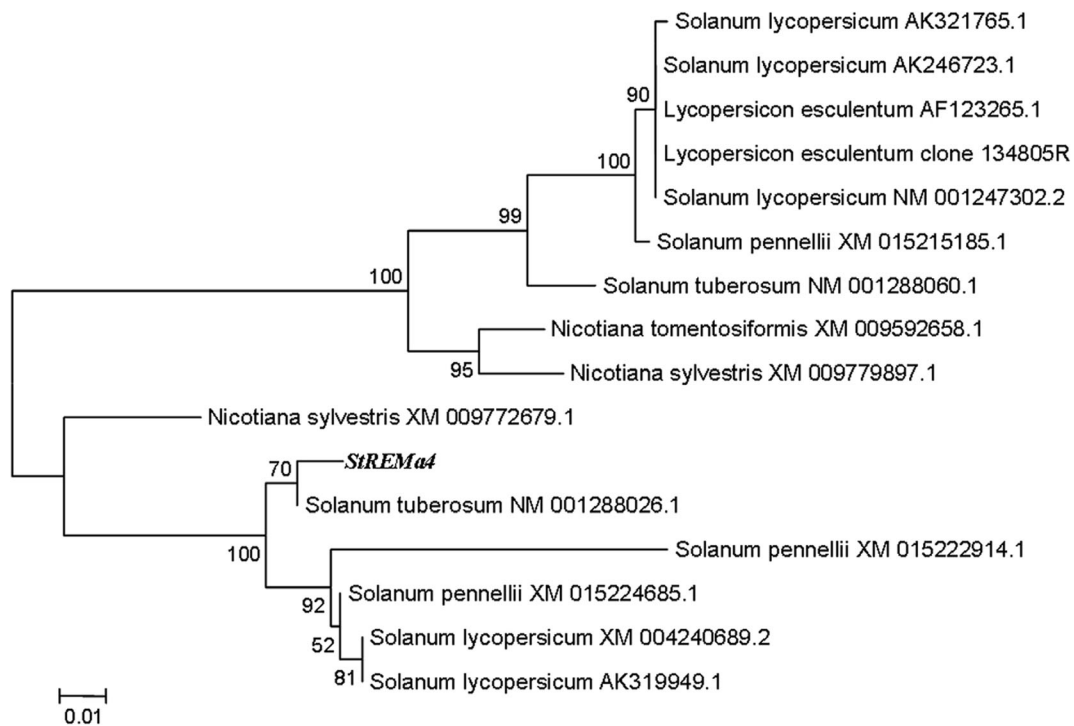 Solanum lycopersicum AK321765.1
Solanum lycopersicum AK246723.1
90
Lycopersicon esculentum AF123265.1
Lycopersicon esculentum clone 134805R
100
Solanum lycopersicum NM 001247302.2
99
Solanum pennellii XM 015215185.1
100
Solanum tuberosum NM 001288060.1
Nicotiana tomentosiformis XM 009592658.1
95
Nicotiana sylvestris XM 009779897.1
Nicotiana sylvestris XM 009772679.1
70
StREMa4
Solanum tuberosum NM 001288026.1
100
Solanum pennellii XM 015222914.1
Solanum pennellii XM 015224685.1
92
Solanum lycopersicum XM 004240689.2
52
81
Solanum lycopersicum AK319949.1
0.01